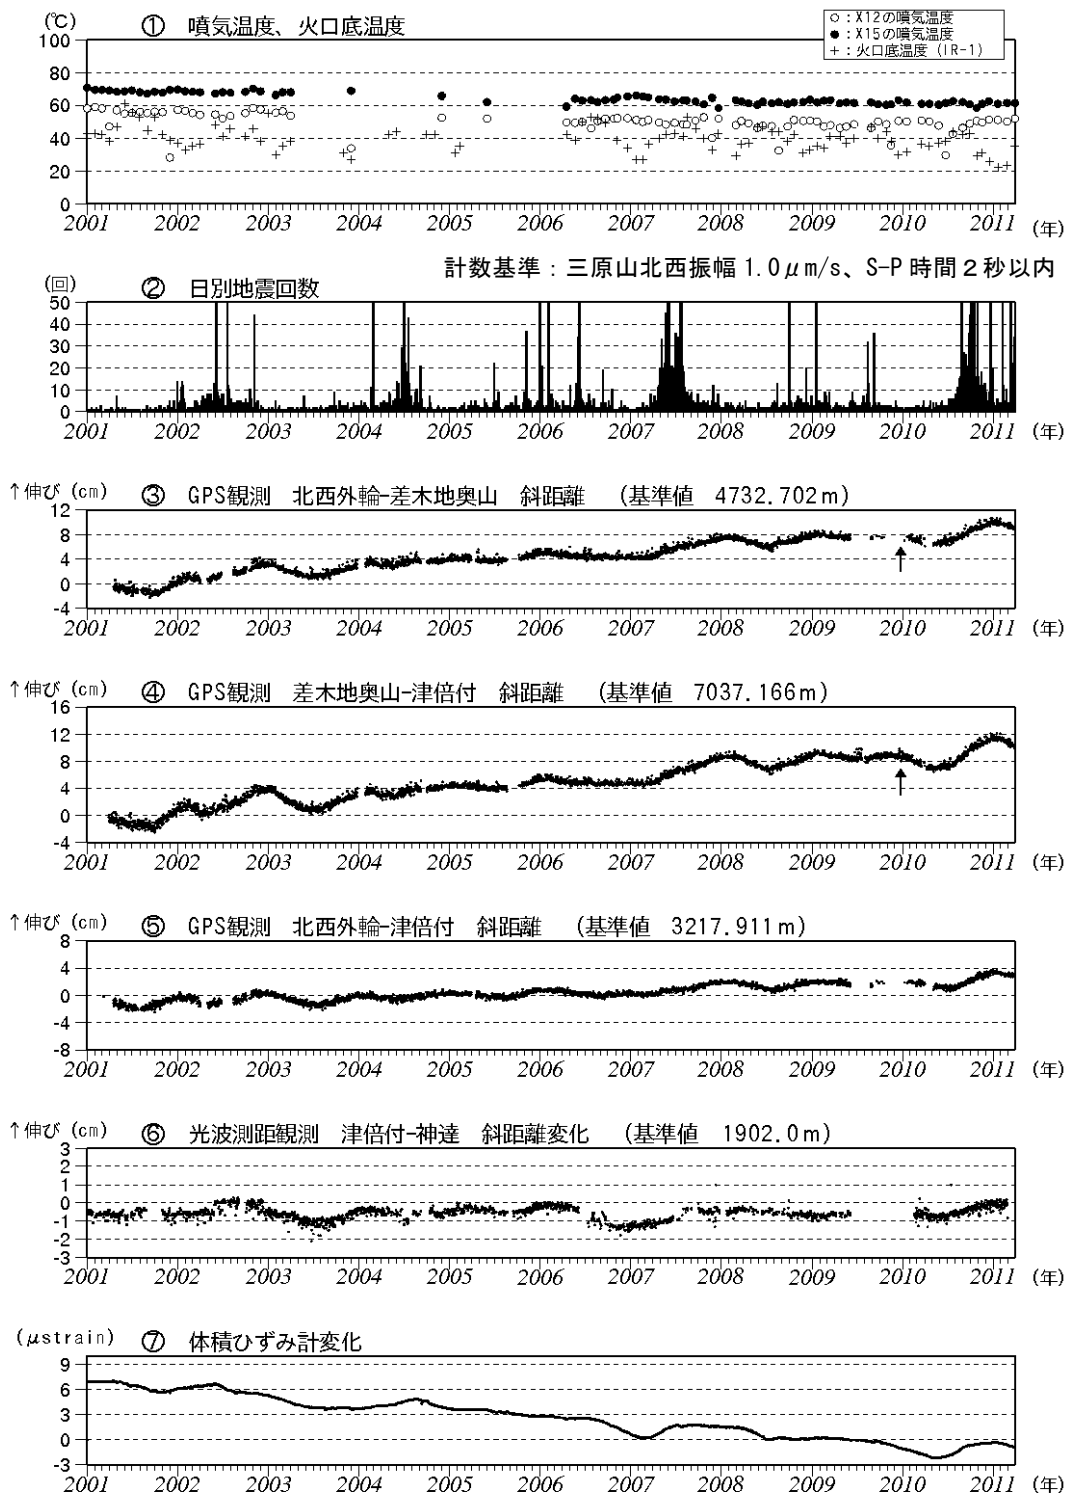 (℃) ① 噴気温度、火口底温度
○：X12の噴気温度
●：X15の噴気温度
+：火口底温度（IR-1）
100
80
60
40
20
0
2001 2002 2003 2004 2005 2006 2007 2008 2009 2010 2011 (年)
計数基準：三原山北西振幅 1.0μm/s、S-P 時間２秒以内
(回) ② 日別地震回数
50
40
30
20
10
0
2001 2002 2003 2004 2005 2006 2007 2008 2009 2010 2011 (年)
↑伸び (cm) ③ GPS観測 北西外輪-差木地奥山 斜距離 (基準値 4732.702m)
12
8
4
0
-4
2001 2002 2003 2004 2005 2006 2007 2008 2009 2010 2011 (年)
↑伸び (cm) ④ GPS観測 差木地奥山-津倍付 斜距離 (基準値 7037.166m)
16
12
8
4
0
-4
2001 2002 2003 2004 2005 2006 2007 2008 2009 2010 2011 (年)
↑伸び (cm) ⑤ GPS観測 北西外輪-津倍付 斜距離 (基準値 3217.911m)
8
4
0
-4
-8
2001 2002 2003 2004 2005 2006 2007 2008 2009 2010 2011 (年)
↑伸び (cm) ⑥ 光波測距観測 津倍付-神達 斜距離変化 (基準値 1902.0m)
3
2
1
0
-1
-2
-3
2001 2002 2003 2004 2005 2006 2007 2008 2009 2010 2011 (年)
(μstrain) ⑦ 体積ひずみ計変化
9
6
3
0
-3
2001 2002 2003 2004 2005 2006 2007 2008 2009 2010 2011 (年)